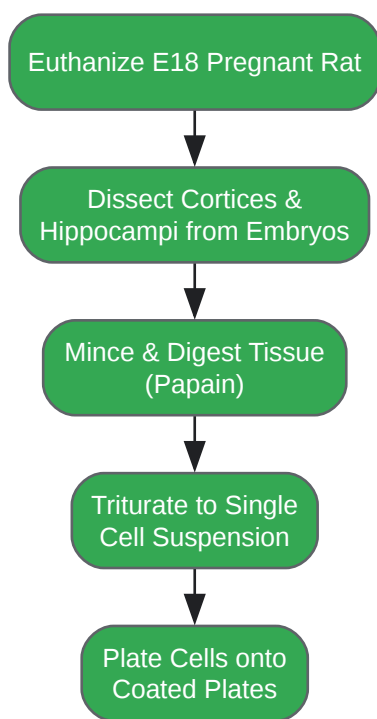 Euthanize E18 Pregnant Rat
Dissect Cortices &
Hippocampi from Embryos
Mince & Digest Tissue
(Papain)
Triturate to Single
Cell Suspension
Plate Cells onto
Coated Plates